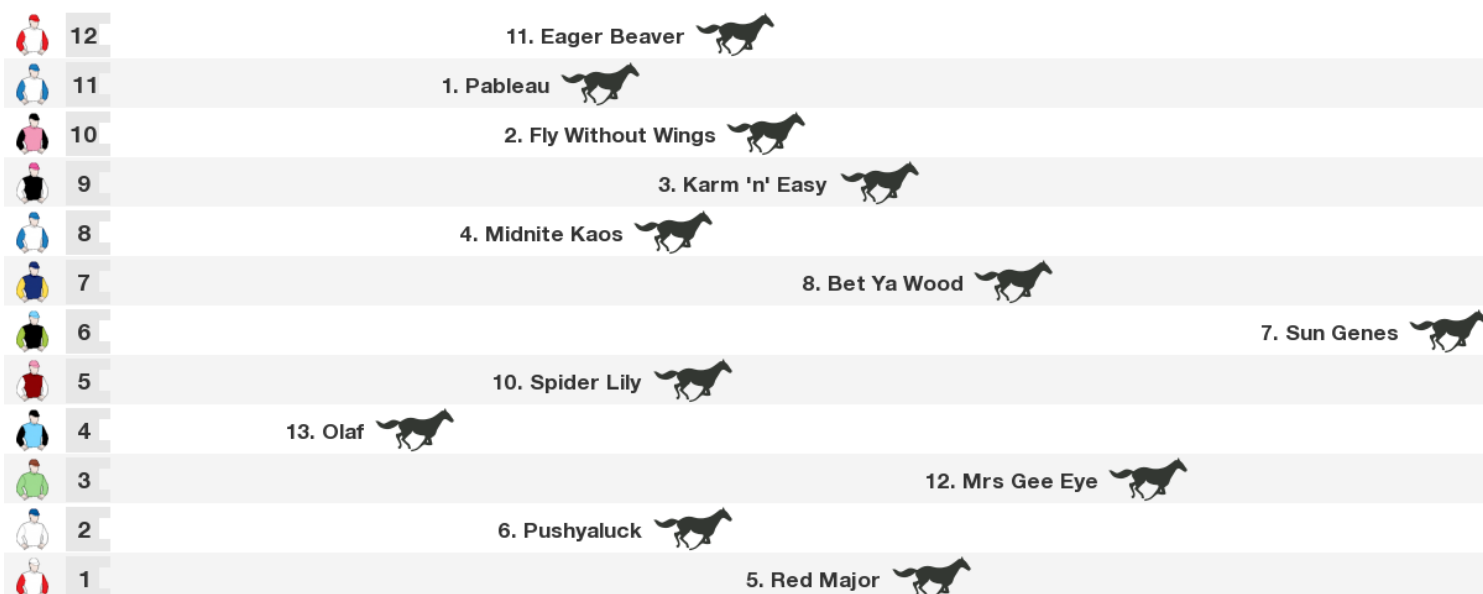 12 11. Eager Beaver
11 1. Pableau
10 2. Fly Without Wings
9 3. Karm 'n' Easy
8 4. Midnite Kaos
7 8. Bet Ya Wood
6 7. Sun Genes
5 10. Spider Lily
4 13. Olaf
3 12. Mrs Gee Eye
2 6. Pushyaluck
1 5. Red Major